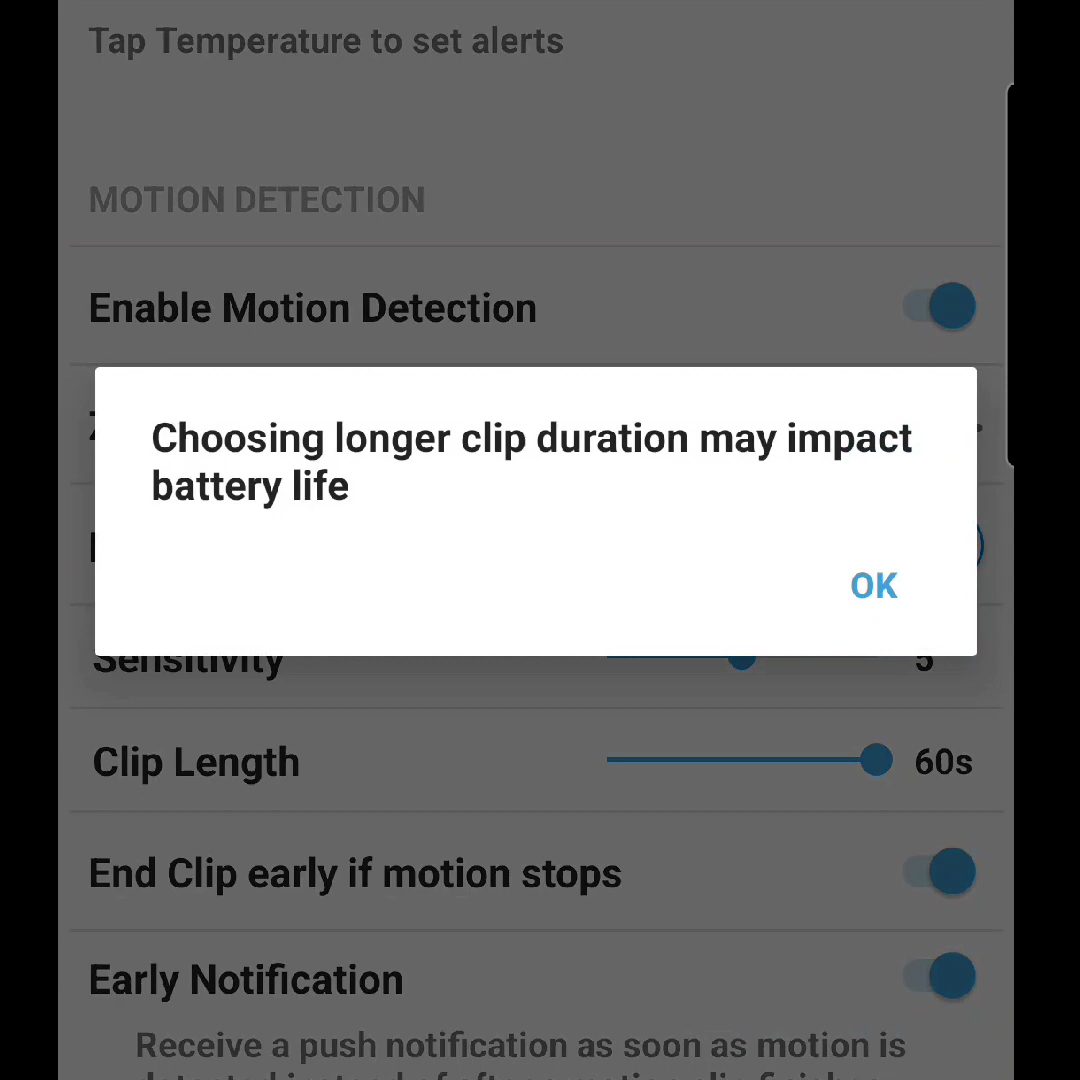 Tap Temperature to set alerts
MOTION DETECTION
Enable Motion Detection
Choosing longer clip duration may impact
battery life
OK
Sensitivity 5
Clip Length 60s
End Clip early if motion stops
Early Notification
Receive a push notification as soon as motion is